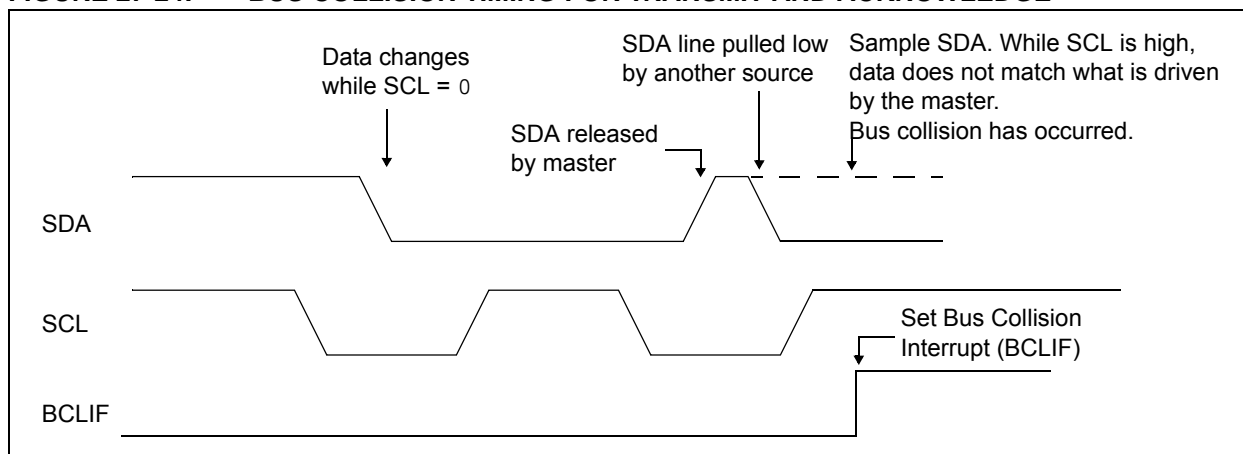 Data changes
while SCL = 0
SDA line pulled low
by another source
Sample SDA. While SCL is high,
data does not match what is driven
by the master.
Bus collision has occurred.
SDA released
by master
SDA
SCL
Set Bus Collision
Interrupt (BCLIF)
BCLIF